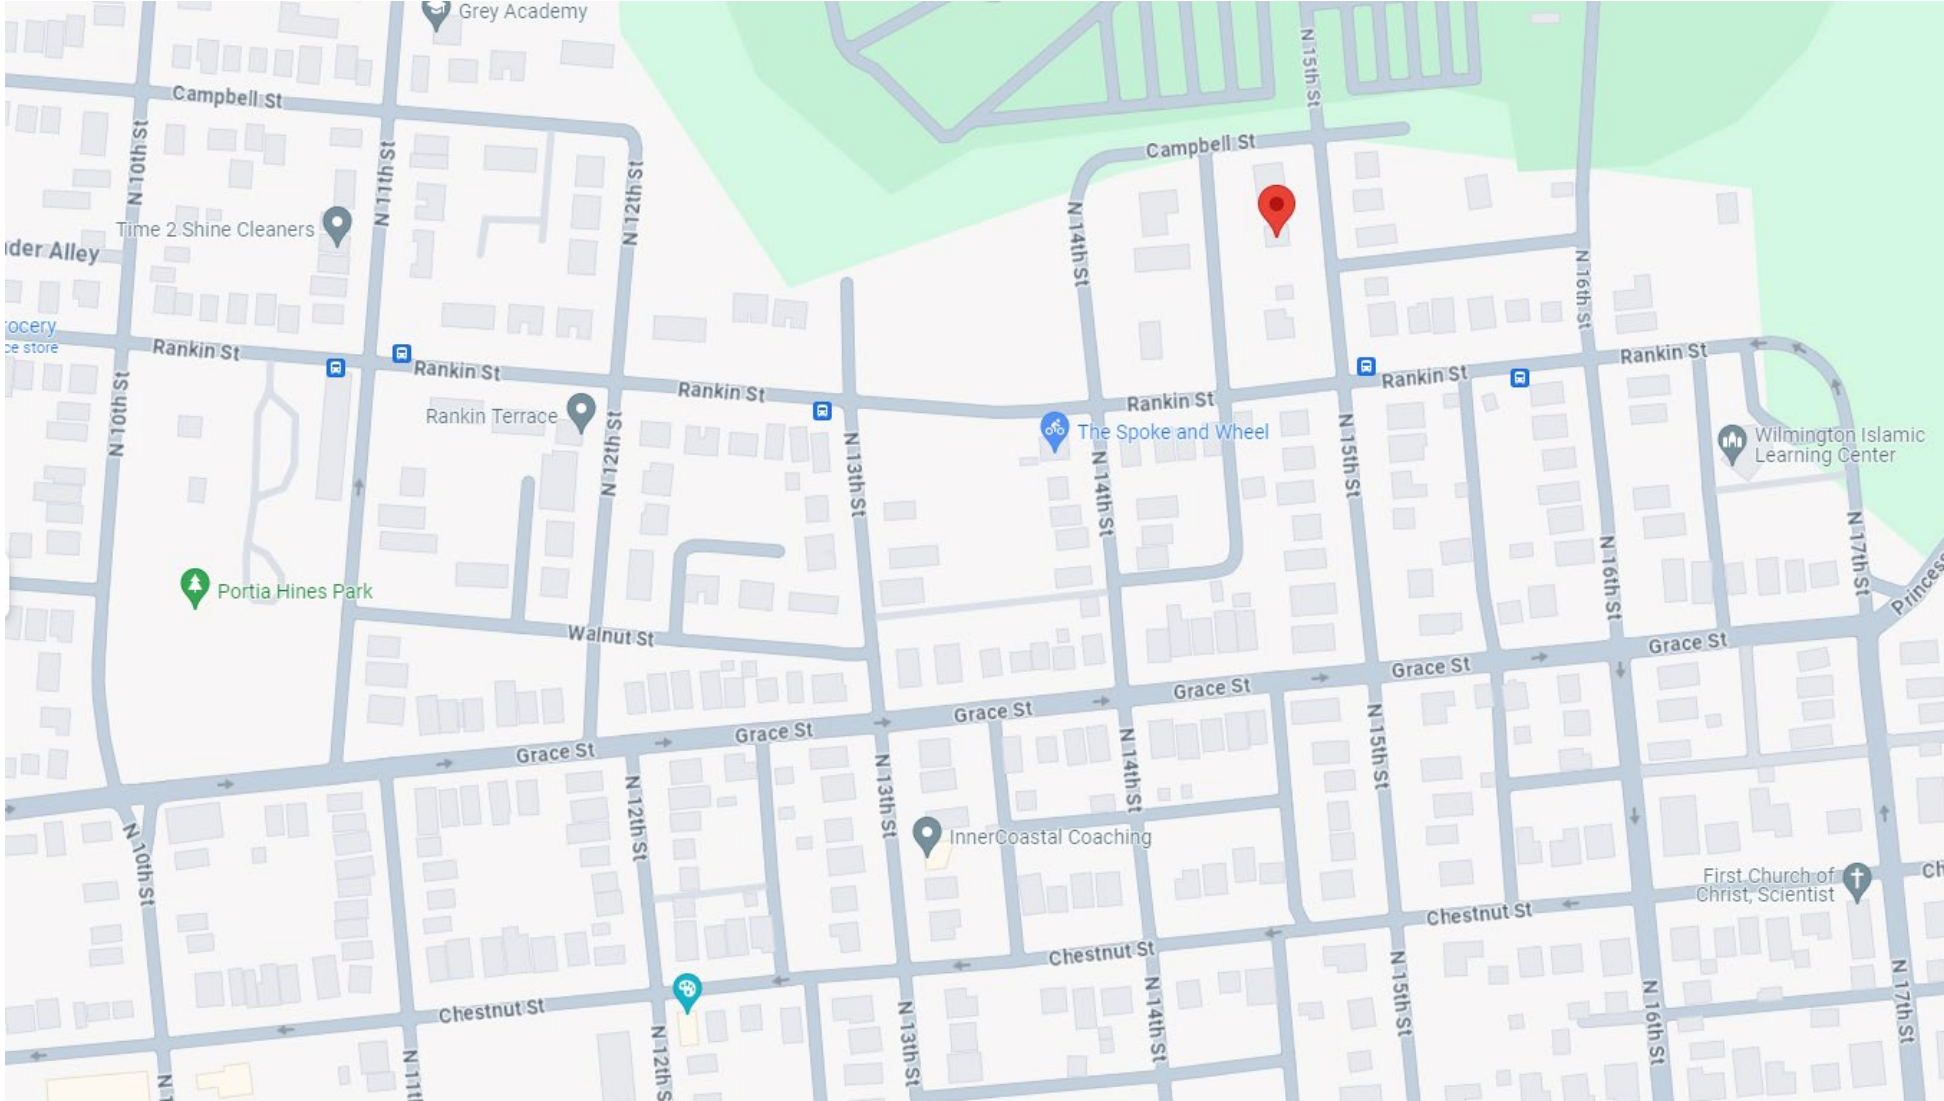 Grey Academy
N 15th St
Campbell St
N 10th St
N 11th St
Campbell St
N 12th St
N 14th St
Time 2 Shine Cleaners
der Alley
N 16th St
rocery
ce store
Rankin St
Rankin St
Rankin St
Rankin St
Rankin St
Rankin St
N 10th St
Rankin Terrace
N 12th St
N 13th St
The Spoke and Wheel
N 14th St
N 15th St
Wilmington Islamic
Learning Center
N 16th St
N 17th St
Princess
Portia Hines Park
Walnut St
Grace St
Grace St
Grace St
Grace St
Grace St
Grace St
N 10th St
N 12th St
N 13th St
N 14th St
N 15th St
InnerCoastal Coaching
First Church of
Christ, Scientist
Ch
Chestnut St
Chestnut St
Chestnut St
N 1
N 11th
N 12th S
N 13th St
N 14th St
N 15th St
N 16th St
N 17th St